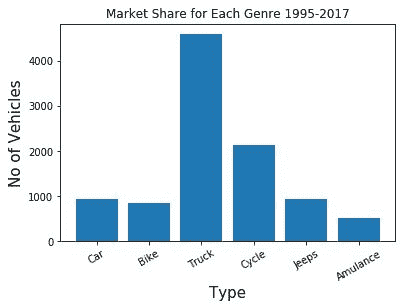 Market Share for Each Genre 1995-2017
No of Vehicles
4000
3000
2000
1000
0
Car
Bike
Truck
Cycle
Jeeps
Amulance
Type